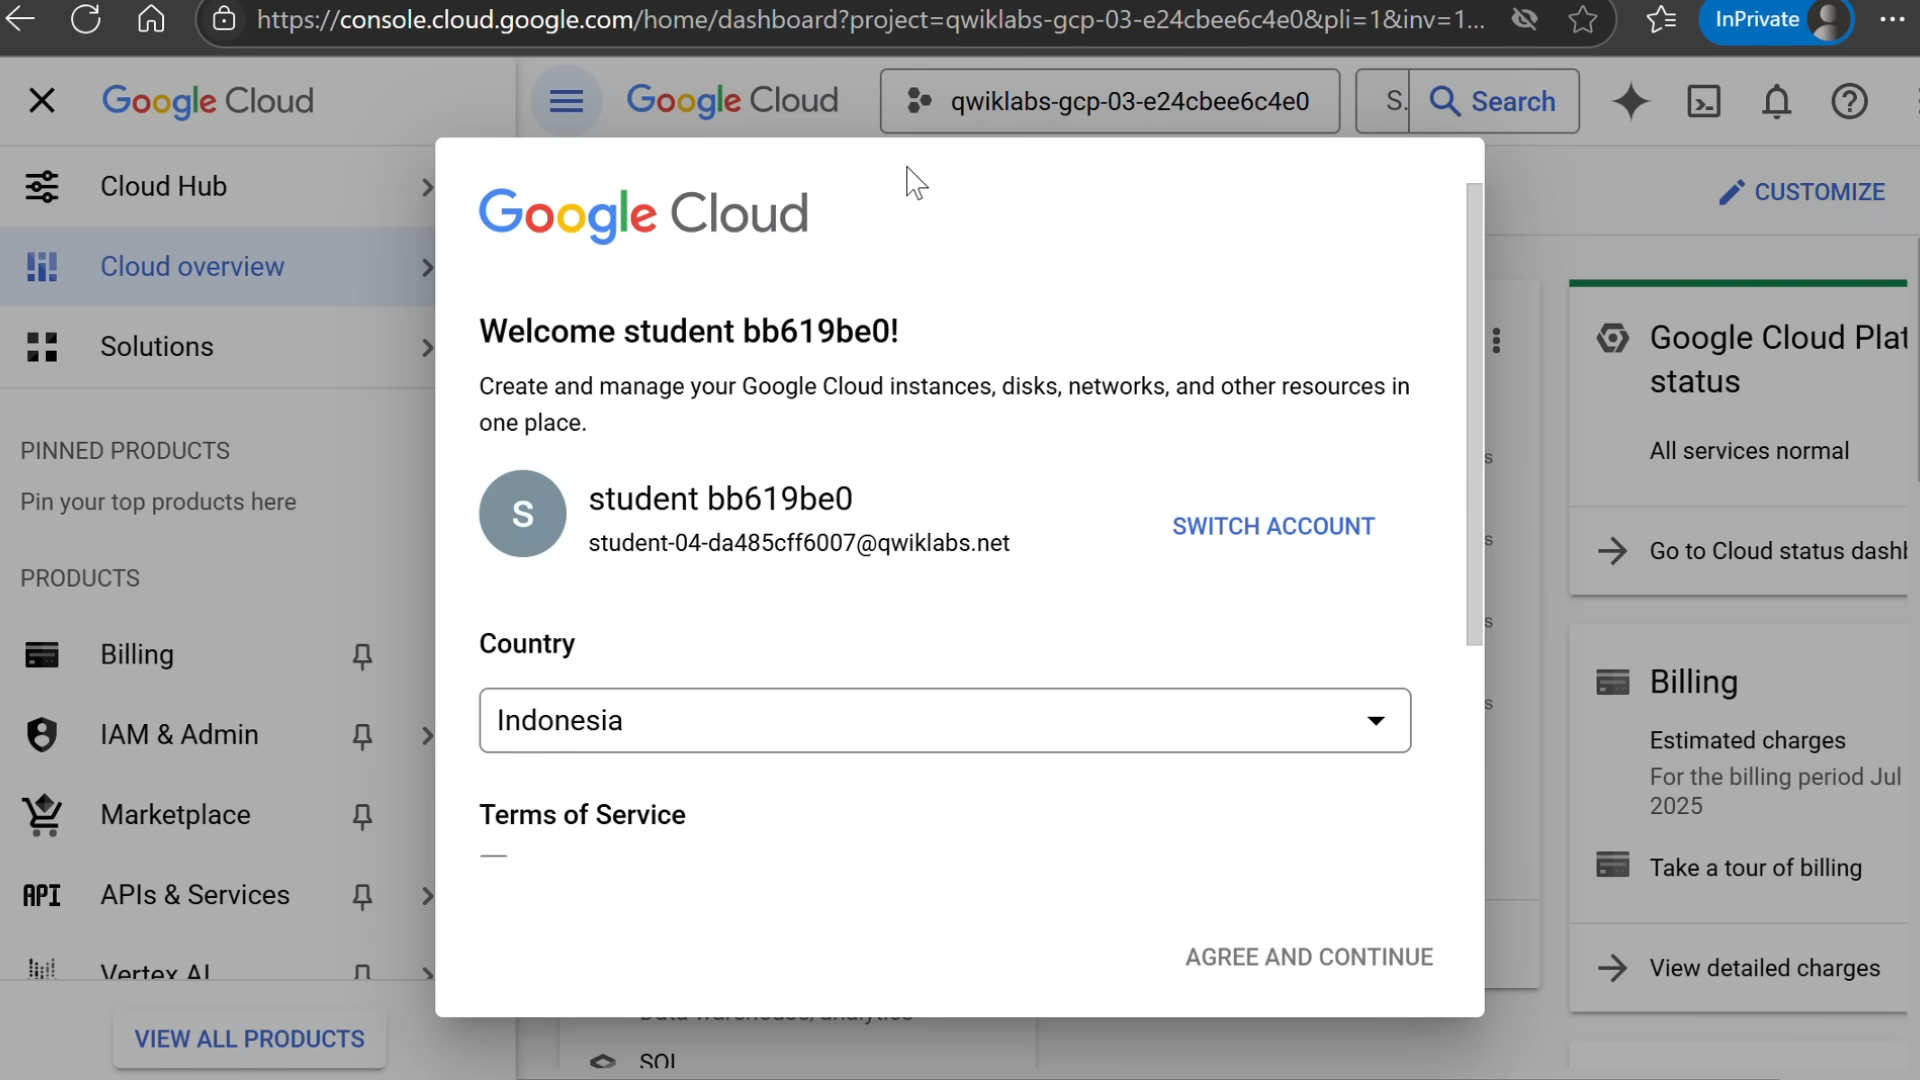 https://console.cloud.google.com/home/dashboard?project=qwiklabs-gcp-03-e24cbee6c4e0&pli=1&inv=1...
InPrivate
Google Cloud
Google Cloud
qwiklabs-gcp-03-e24cbee6c4e0
S.
Search
Cloud Hub
Cloud overview
Solutions
PINNED PRODUCTS
Pin your top products here
PRODUCTS
Billing
IAM & Admin
Marketplace
API
APIs & Services
Vertex AI
VIEW ALL PRODUCTS
Google Cloud
Welcome student bb619be0!
Create and manage your Google Cloud instances, disks, networks, and other resources in
one place.
S
student bb619be0
student-04-da485cff6007@qwiklabs.net
SWITCH ACCOUNT
Country
Indonesia
Terms of Service
AGREE AND CONTINUE
SQL
CUSTOMIZE
Google Cloud Plat
status
All services normal
Go to Cloud status dashb
Billing
Estimated charges
For the billing period Jul
2025
Take a tour of billing
View detailed charges